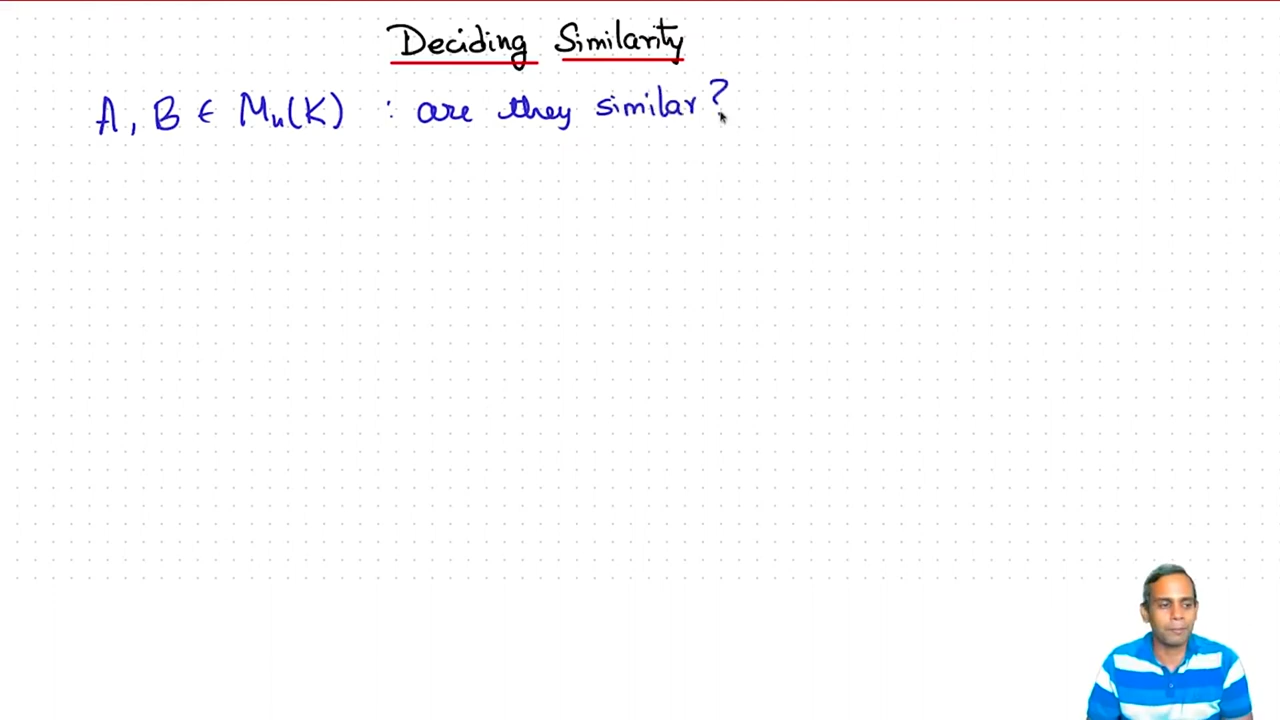 Deciding Similarity
A, B ∈ Mn(K) : are they similar?